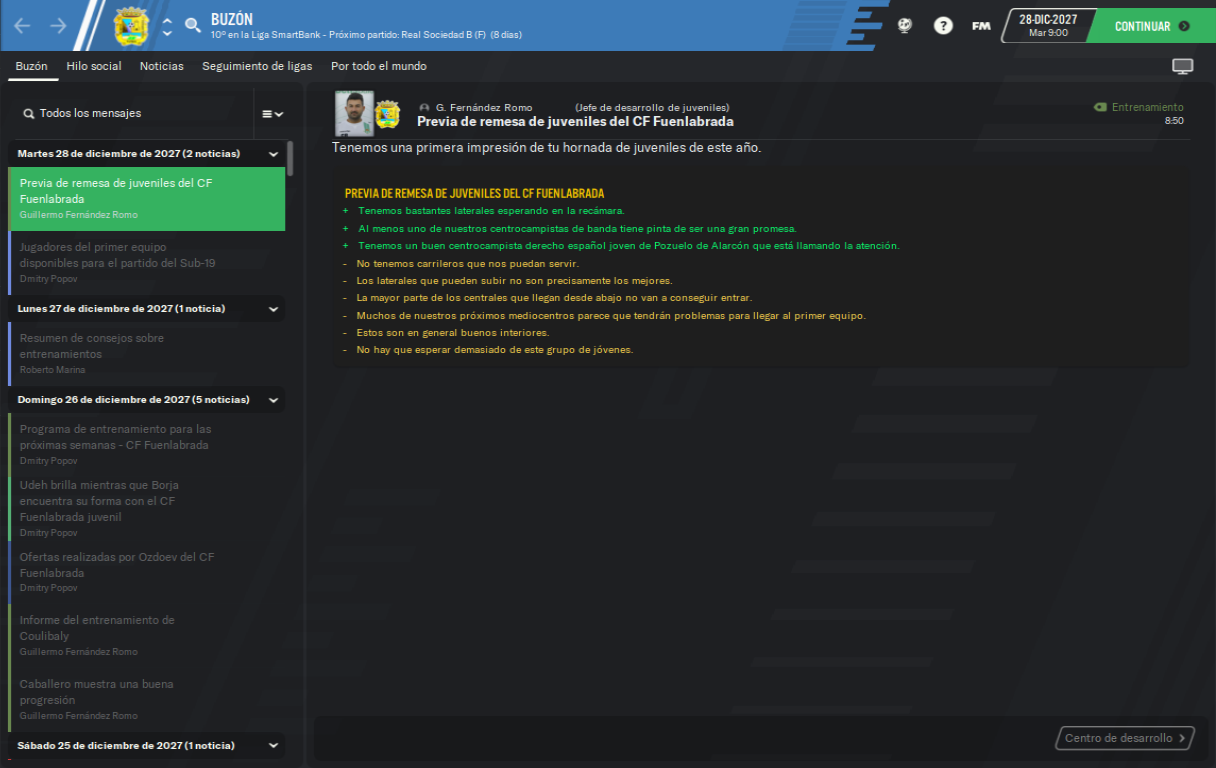 BUZÓN
10º en la Liga SmartBank - Próximo partido: Real Sociedad B (F) (8 días)
?
FM
28-DIC-2027
Mar 9:00
CONTINUAR
Buzón Hilo social Noticias Seguimiento de ligas Por todo el mundo
Todos los mensajes
Martes 28 de diciembre de 2027 (2 noticias)
Previa de remesa de juveniles del CF
Fuenlabrada
Guillermo Fernández Romo
Jugadores del primer equipo
disponibles para el partido del Sub-19
Dmitry Popov
Lunes 27 de diciembre de 2027 (1 noticia)
Resumen de consejos sobre
entrenamientos
Roberto Marina
Domingo 26 de diciembre de 2027 (5 noticias)
Programa de entrenamiento para las
próximas semanas - CF Fuenlabrada
Dmitry Popov
Udeh brilla mientras que Borja
encuentra su forma con el CF
Fuenlabrada juvenil
Dmitry Popov
Ofertas realizadas por Ozdoev del CF
Fuenlabrada
Dmitry Popov
Informe del entrenamiento de
Coulibaly
Guillermo Fernández Romo
Caballero muestra una buena
progresión
Guillermo Fernández Romo
Sábado 25 de diciembre de 2027 (1 noticia)
G. Fernández Romo (Jefe de desarrollo de juveniles)
Previa de remesa de juveniles del CF Fuenlabrada
Entrenamiento
8:50
Tenemos una primera impresión de tu hornada de juveniles de este año.
PREVIA DE REMESA DE JUVENILES DEL CF FUENLABRADA
+ Tenemos bastantes laterales esperando en la recámara.
+ Al menos uno de nuestros centrocampistas de banda tiene pinta de ser una gran promesa.
+ Tenemos un buen centrocampista derecho español joven de Pozuelo de Alarcón que está llamando la atención.
- No tenemos carrileros que nos puedan servir.
- Los laterales que pueden subir no son precisamente los mejores.
- La mayor parte de los centrales que llegan desde abajo no van a conseguir entrar.
- Muchos de nuestros próximos mediocentros parece que tendrán problemas para llegar al primer equipo.
- Estos son en general buenos interiores.
- No hay que esperar demasiado de este grupo de jóvenes.
Centro de desarrollo